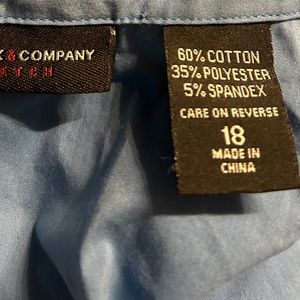 & COMPANY
60% COTTON
35% POLYESTER
5% SPANDEX
CARE ON REVERSE
18
MADE IN
CHINA